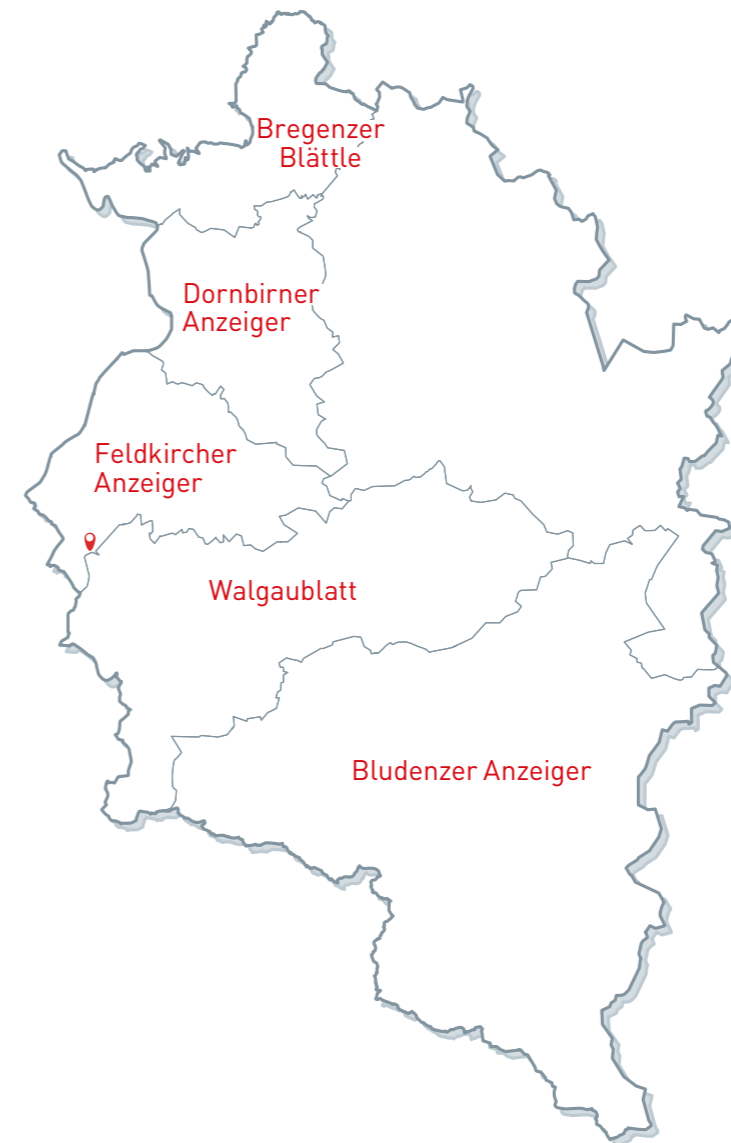 Bregenzer
Blättle
Dornbirner
Anzeiger
Feldkircher
Anzeiger
Walgaublatt
Bludenzer Anzeiger